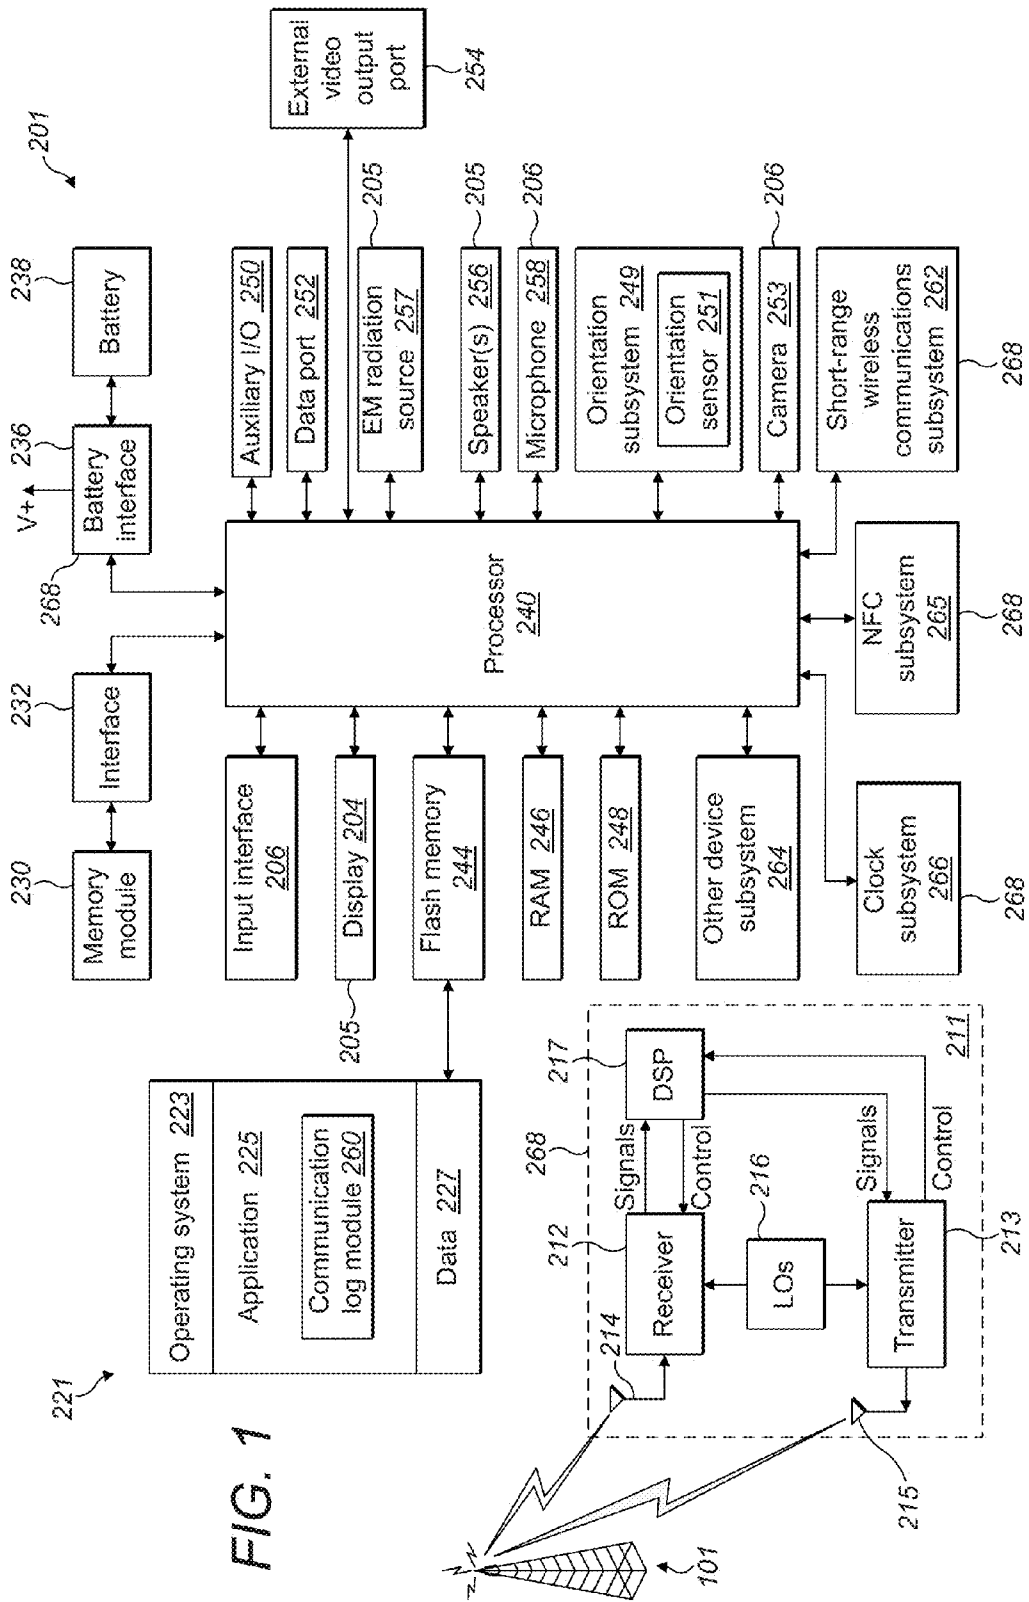 FIG. 1
201
221
Operating system 223
Application 225
Communication
log module 260
Data 227
230
Memory
module
232
Interface
V+
236
268
Battery
interface
238
Battery
Input interface
206
Display 204
205
Flash memory
244
RAM 246
ROM 248
Other device
subsystem
264
Processor
240
Auxiliary I/O 250
Data port 252
EM radiation
source 257
205
External
video
output
port
254
Speaker(s) 256
205
Microphone 258
206
Orientation
subsystem 249
Orientation
sensor 251
Camera 253
206
Short-range
wireless
communications
subsystem 262
268
NFC
subsystem
265
268
Clock
subsystem
266
268
101
268
211
214
212
Receiver
Signals
Control
217
DSP
216
LOs
215
Transmitter
213
Signals
Control